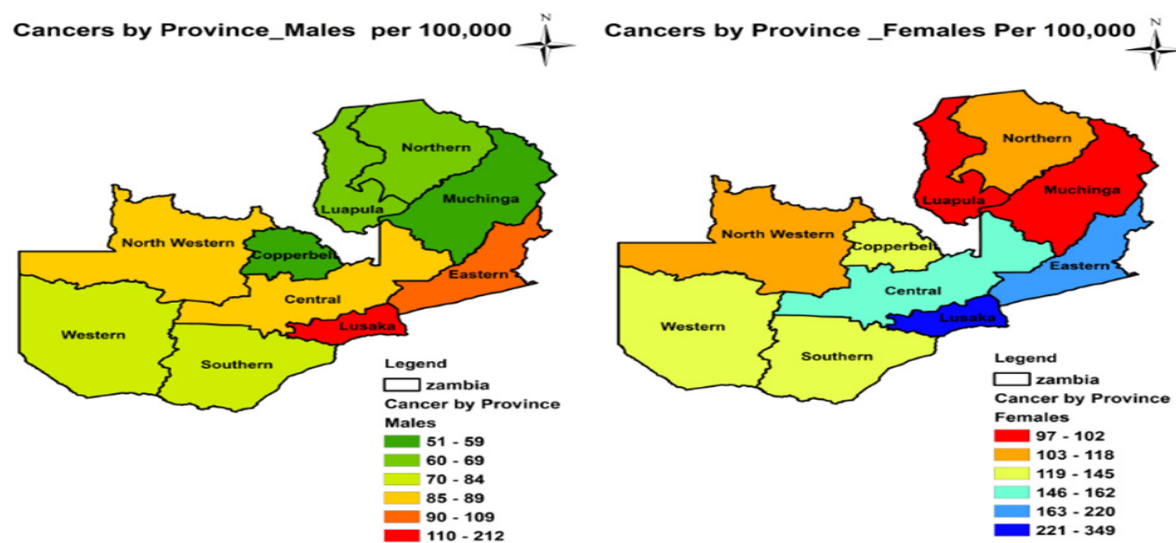 Cancers by Province_Males per 100,000
N
Northern
Luapula
Muchinga
North Western
Copperbelt
Eastern
Central
Western
Lusaka
Southern
Legend
zambia
Cancer by Province
Males
51 - 59
60 - 69
70 - 84
85 - 89
90 - 109
110 - 212
Cancers by Province _Females Per 100,000
N
Northern
Luapula
Muchinga
North Western
Copperbelt
Eastern
Central
Western
Lusaka
Southern
Legend
zambia
Cancer by Province
Females
97 - 102
103 - 118
119 - 145
146 - 162
163 - 220
221 - 349